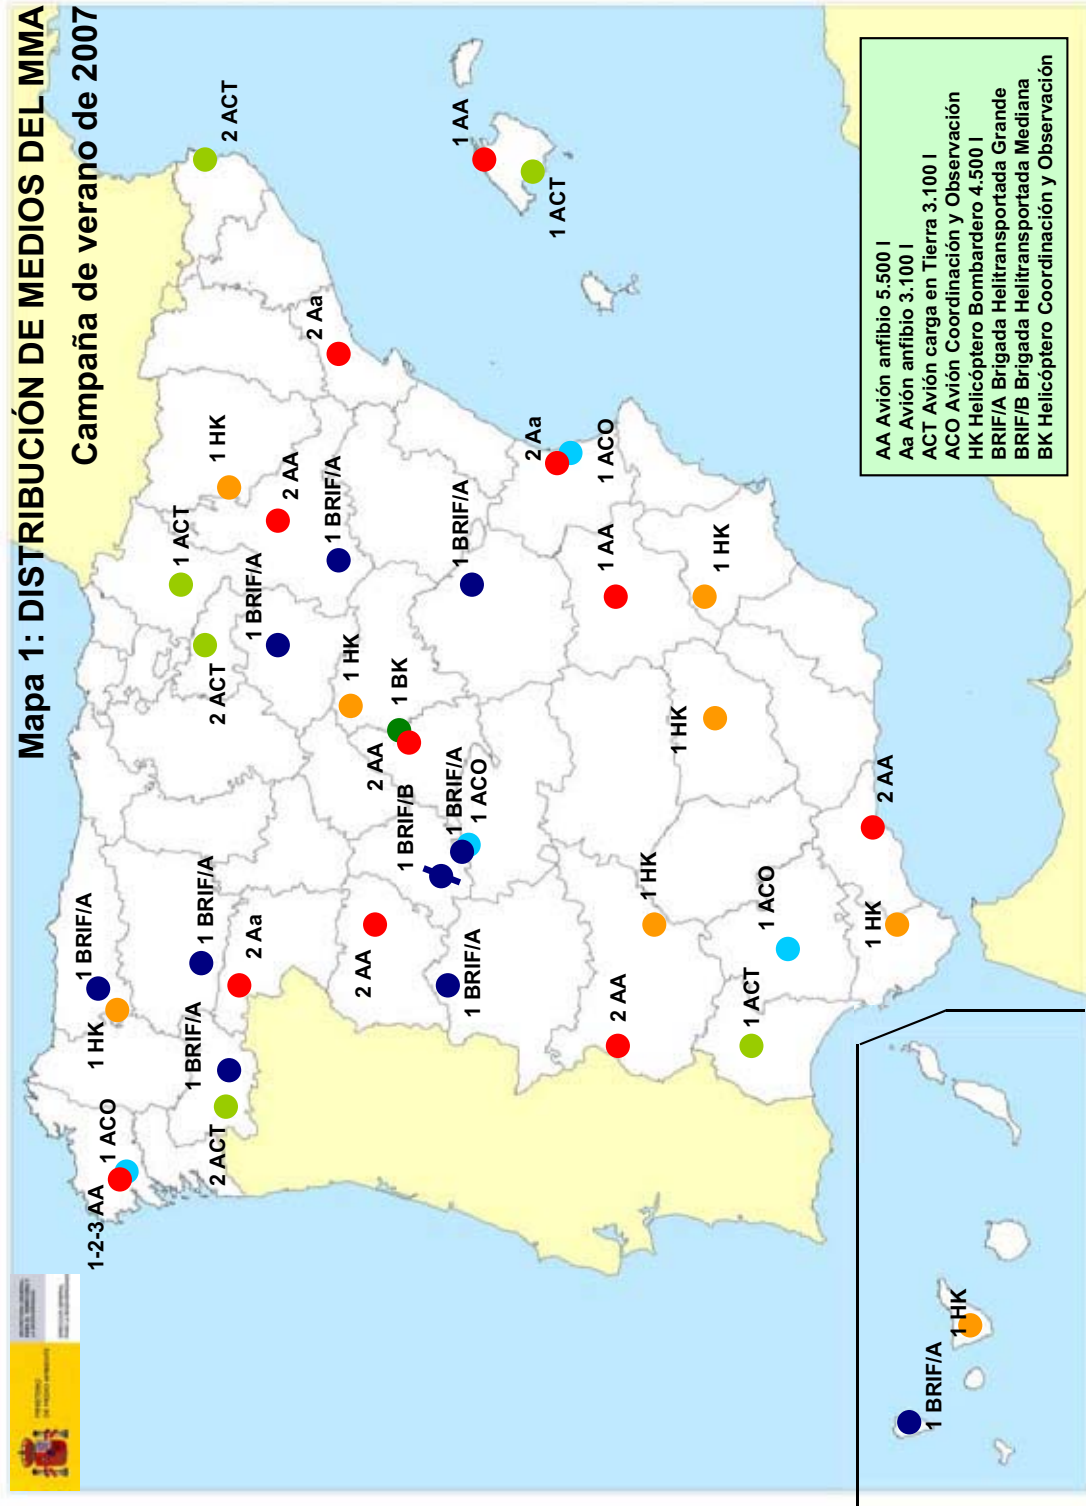 Mapa 1: DISTRIBUCIÓN DE MEDIOS DEL MMA
Campaña de verano de 2007
MINISTERIO
DE MEDIO AMBIENTE
1-2-3 AA
1 ACO
1 HK
1 BRIF/A
2 ACT
1 BRIF/A
1 BRIF/A
2 Aa
2 AA
1 BRIF/A
1 BRIF/B
1 BRIF/A
1 ACO
2 AA
1 BK
1 HK
2 ACT
1 ACT
1 BRIF/A
1 HK
2 AA
1 BRIF/A
1 BRIF/A
2 Aa
2 ACT
1 AA
1 ACT
2 Aa
1 ACO
1 AA
1 HK
1 HK
1 HK
2 AA
1 ACT
1 ACO
1 HK
2 AA
1 BRIF/A
1 HK
AA Avión anfibio 5.500 l
Aa Avión anfibio 3.100 l
ACT Avión carga en Tierra 3.100 l
ACO Avión Coordinación y Observación
HK Helicóptero Bombardero 4.500 l
BRIF/A Brigada Helitransportada Grande
BRIF/B Brigada Helitransportada Mediana
BK Helicóptero Coordinación y Observación